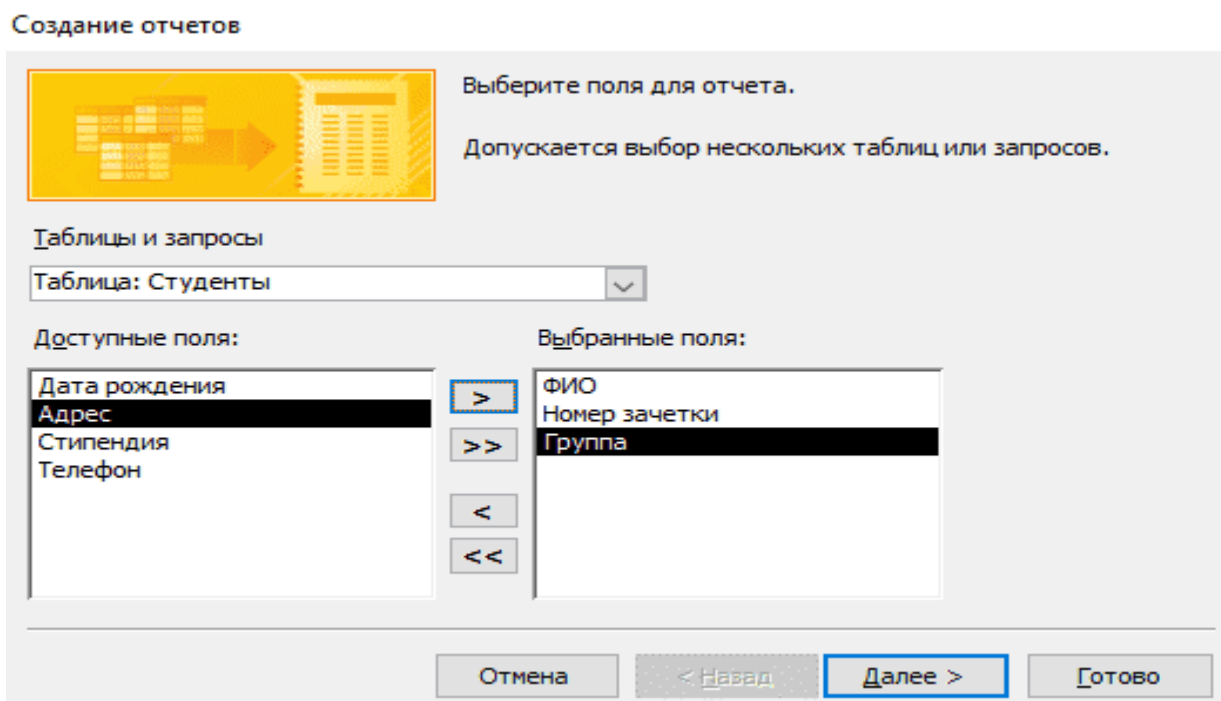 Создание отчетов
Выберите поля для отчета.
Допускается выбор нескольких таблиц или запросов.
Таблицы и запросы
Таблица: Студенты
Доступные поля:
Дата рождения
Адрес
Стипендия
Телефон
>
>>
<
<<
Выбранные поля:
ФИО
Номер зачетки
Группа
Отмена
< Назад
Далее >
Готово